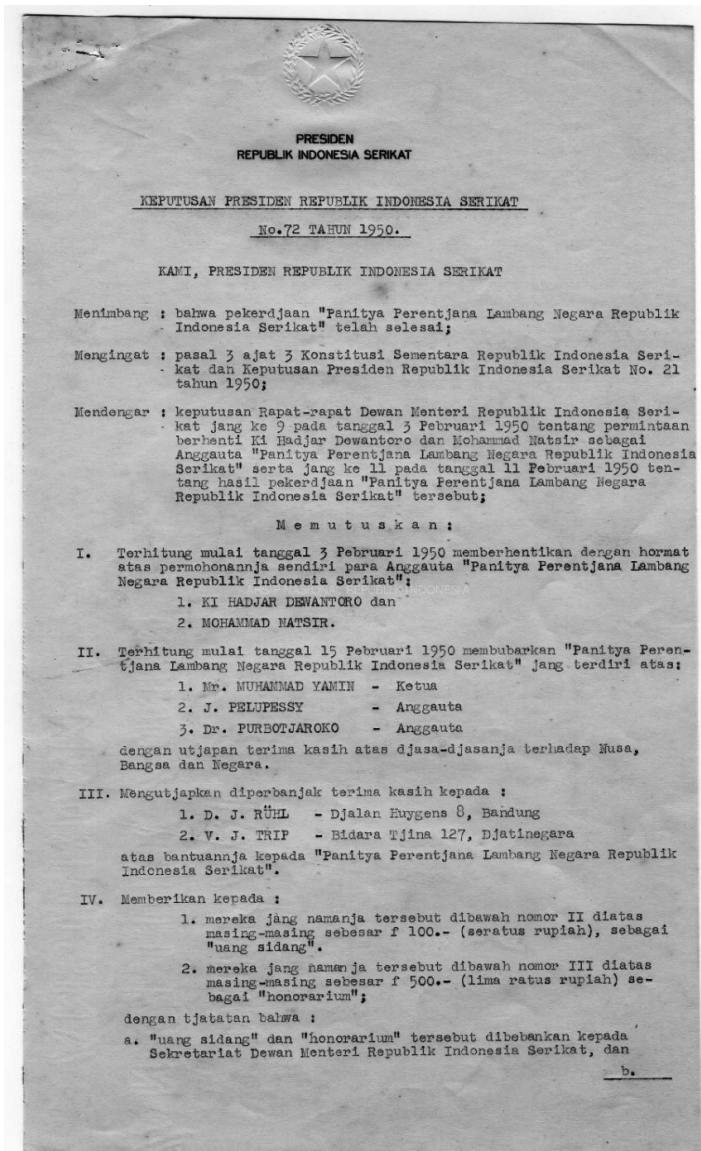 PRESIDEN
REPUBLIK INDONESIA SERIKAT
KEPUTUSAN PRESIDEN REPUBLIK INDONESIA SERIKAT
No.72 TAHUN 1950.
KAMI, PRESIDEN REPUBLIK INDONESIA SERIKAT
Menimbang : bahwa pekerdjaan "Panitya Perentjana Lambang Negara Republik
Indonesia Serikat" telah selesai;
Mengingat : pasal 3 ajat 3 Konstitusi Sementara Republik Indonesia Seri-
kat dan Keputusan Presiden Republik Indonesia Serikat No. 21
tahun 1950;
Mendengar : keputusan Rapat-rapat Dewan Menteri Republik Indonesia Seri-
kat jang ke 9 pada tanggal 3 Pebruari 1950 tentang permintaan
berhenti Ki Hadjar Dewantoro dan Mohammad Natsir sebagai
Anggauta "Panitya Perentjana Lambang Negara Republik Indonesia
Serikat" serta jang ke 11 pada tanggal 11 Pebruari 1950 ten-
tang hasil pekerdjaan "Panitya Perentjana Lambang Negara
Republik Indonesia Serikat" tersebut;
M e m u t u s k a n :
I. Terhitung mulai tanggal 3 Pebruari 1950 memberhentikan dengan hormat
atas permohonannja sendiri para Anggauta "Panitya Perentjana Lambang
Negara Republik Indonesia Serikat":
1. KI HADJAR DEWANTORO dan
2. MOHAMMAD NATSIR.
II. Terhitung mulai tanggal 15 Pebruari 1950 membubarkan "Panitya Peren-
tjana Lambang Negara Republik Indonesia Serikat" jang terdiri atas:
1. Mr. MUHAMMAD YAMIN - Ketua
2. J. PELUPESSY - Anggauta
3. Dr. PURBOTJAROKO - Anggauta
dengan utjapan terima kasih atas djasa-djasanja terhadap Nusa,
Bangsa dan Negara.
III. Mengutjapkan diperbanjak terima kasih kepada :
1. D. J. RÜHL - Djalan Huygens 8, Bandung
2. V. J. TRIP - Bidara Tjina 127, Djatinegara
atas bantuannja kepada "Panitya Perentjana Lambang Negara Republik
Indonesia Serikat".
IV. Memberikan kepada :
1. mereka jang namanja tersebut dibawah nomor II diatas
masing-masing sebesar f 100.- (seratus rupiah), sebagai
"uang sidang".
2. mereka jang namanja tersebut dibawah nomor III diatas
masing-masing sebesar f 500.- (lima ratus rupiah) se-
bagai "honorarium";
dengan tjatatan bahwa :
a. "uang sidang" dan "honorarium" tersebut dibebankan kepada
Sekretariat Dewan Menteri Republik Indonesia Serikat, dan
b.